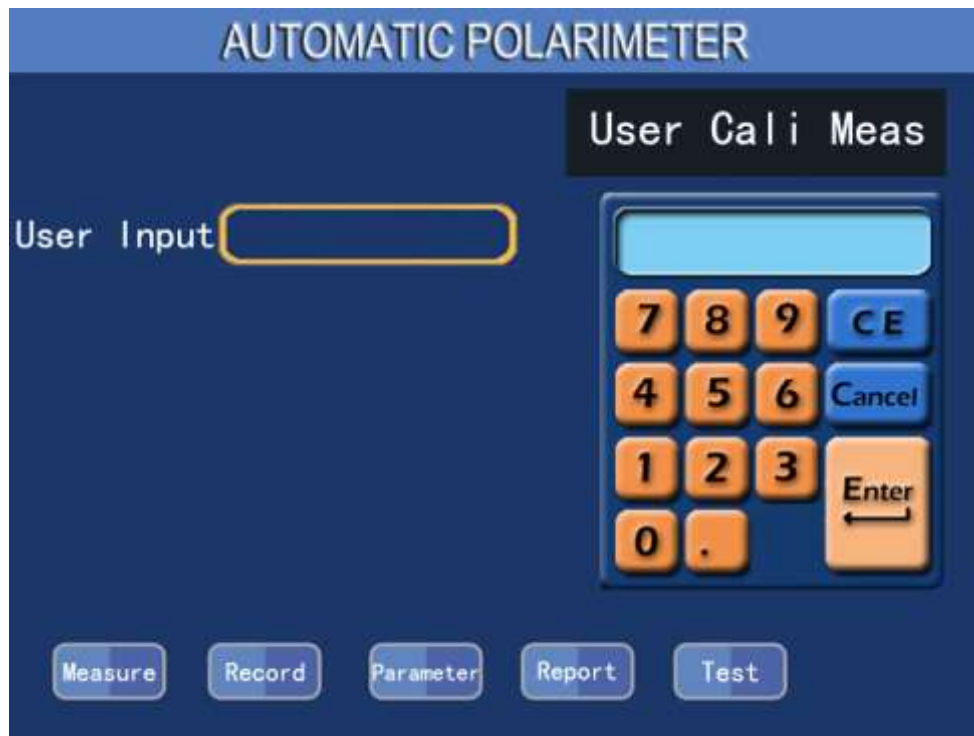 AUTOMATIC POLARIMETER
User Cali Meas
User Input
7 8 9 CE
4 5 6 Cancel
1 2 3 Enter
0 .
Measure Record Parameter Report Test